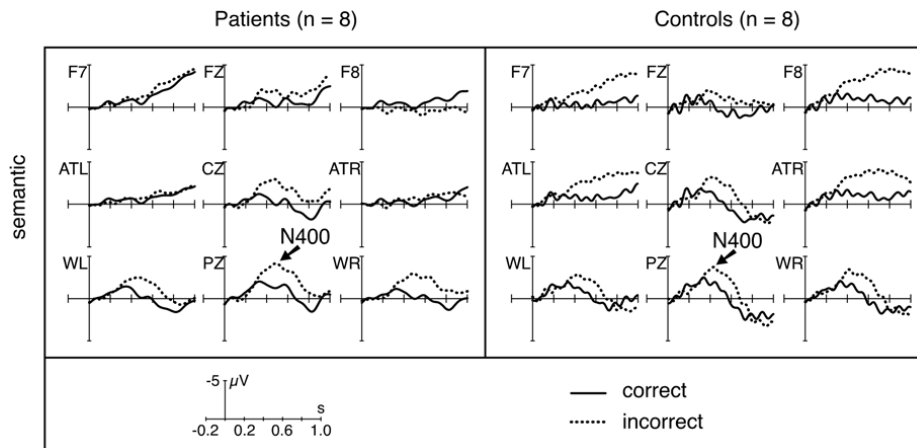 Patients (n = 8)
Controls (n = 8)
semantic
F7 FZ F8
ATL CZ ATR
N400
WL PZ WR
F7 FZ F8
ATL CZ ATR
N400
WL PZ WR
-5 µV
s
-0.2 0.2 0.6 1.0
correct
incorrect